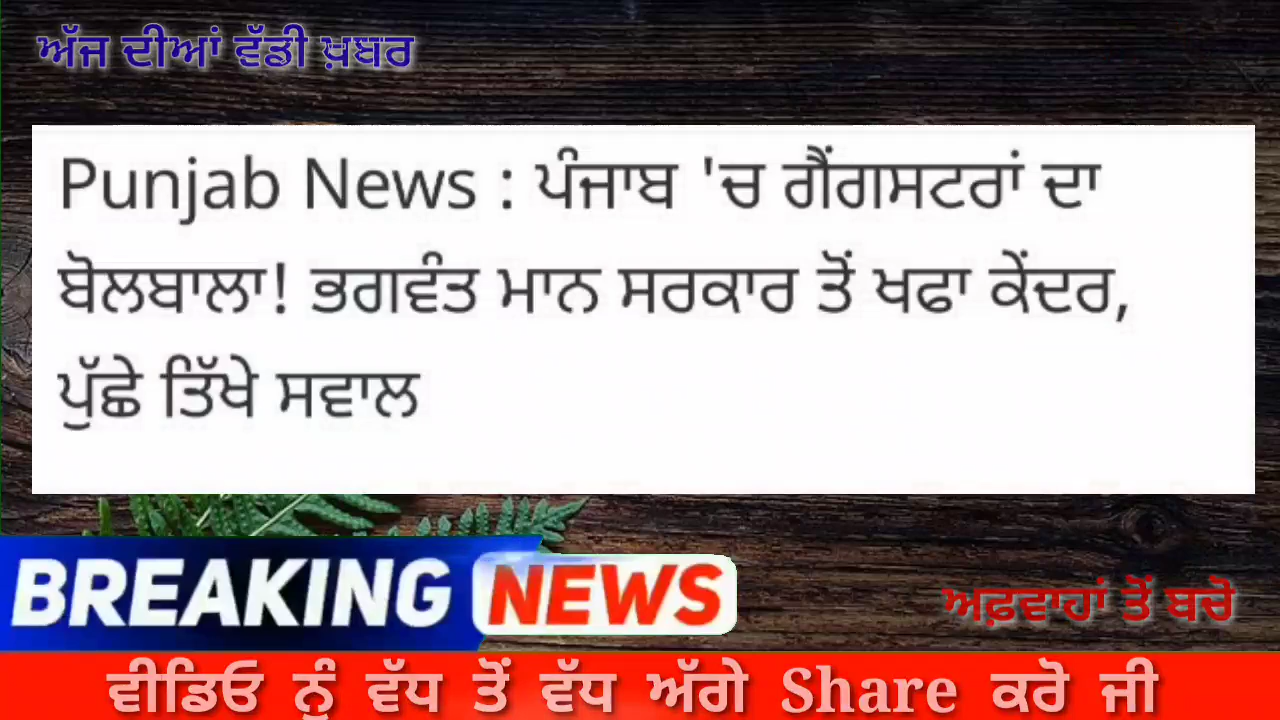 ਅੱਜ ਦੀਆਂ ਵੱਡੀ ਖ਼ਬਰ
Punjab News : ਪੰਜਾਬ 'ਚ ਗੈਂਗਸਟਰਾਂ ਦਾ
ਬੋਲਬਾਲਾ! ਭਗਵੰਤ ਮਾਨ ਸਰਕਾਰ ਤੋਂ ਖਫਾ ਕੇਂਦਰ,
ਪੁੱਛੇ ਤਿੱਖੇ ਸਵਾਲ
BREAKING NEWS
ਅਫ਼ਵਾਹਾਂ ਤੋਂ ਬਚੋ
ਵੀਡਿਓ ਨੂੰ ਵੱਧ ਤੋਂ ਵੱਧ ਅੱਗੇ Share ਕਰੋ ਜੀ